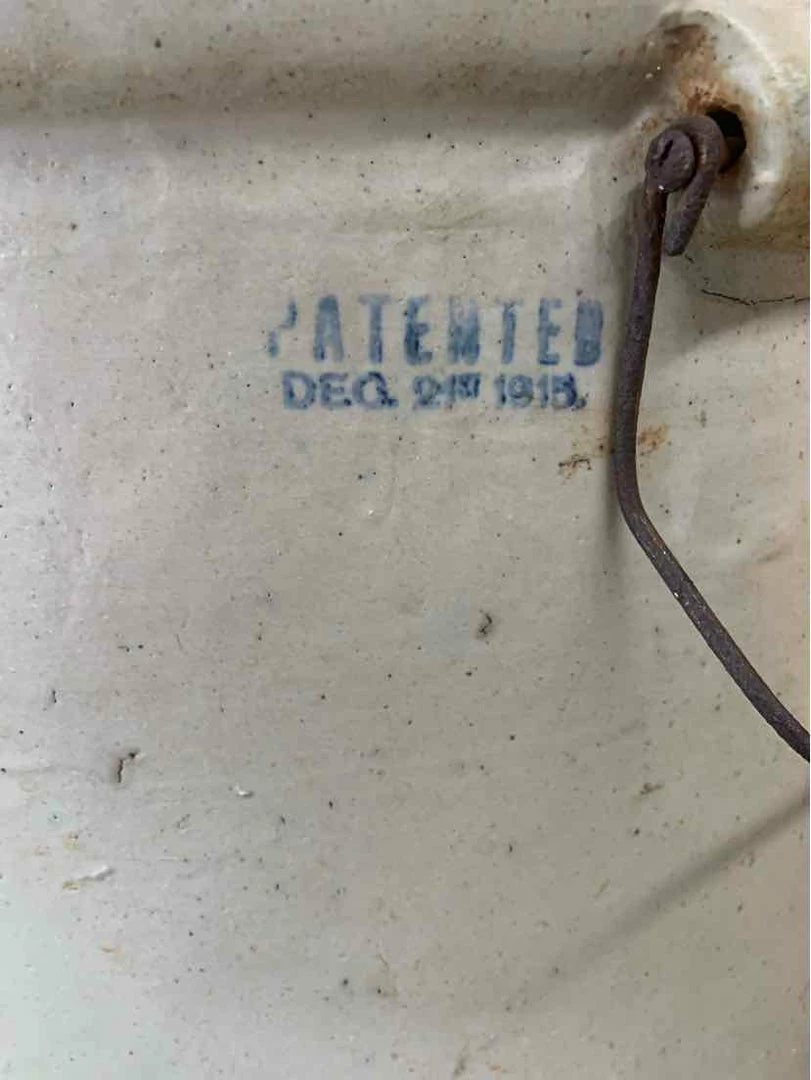 PATENTED
DEC. 21ST 1915.